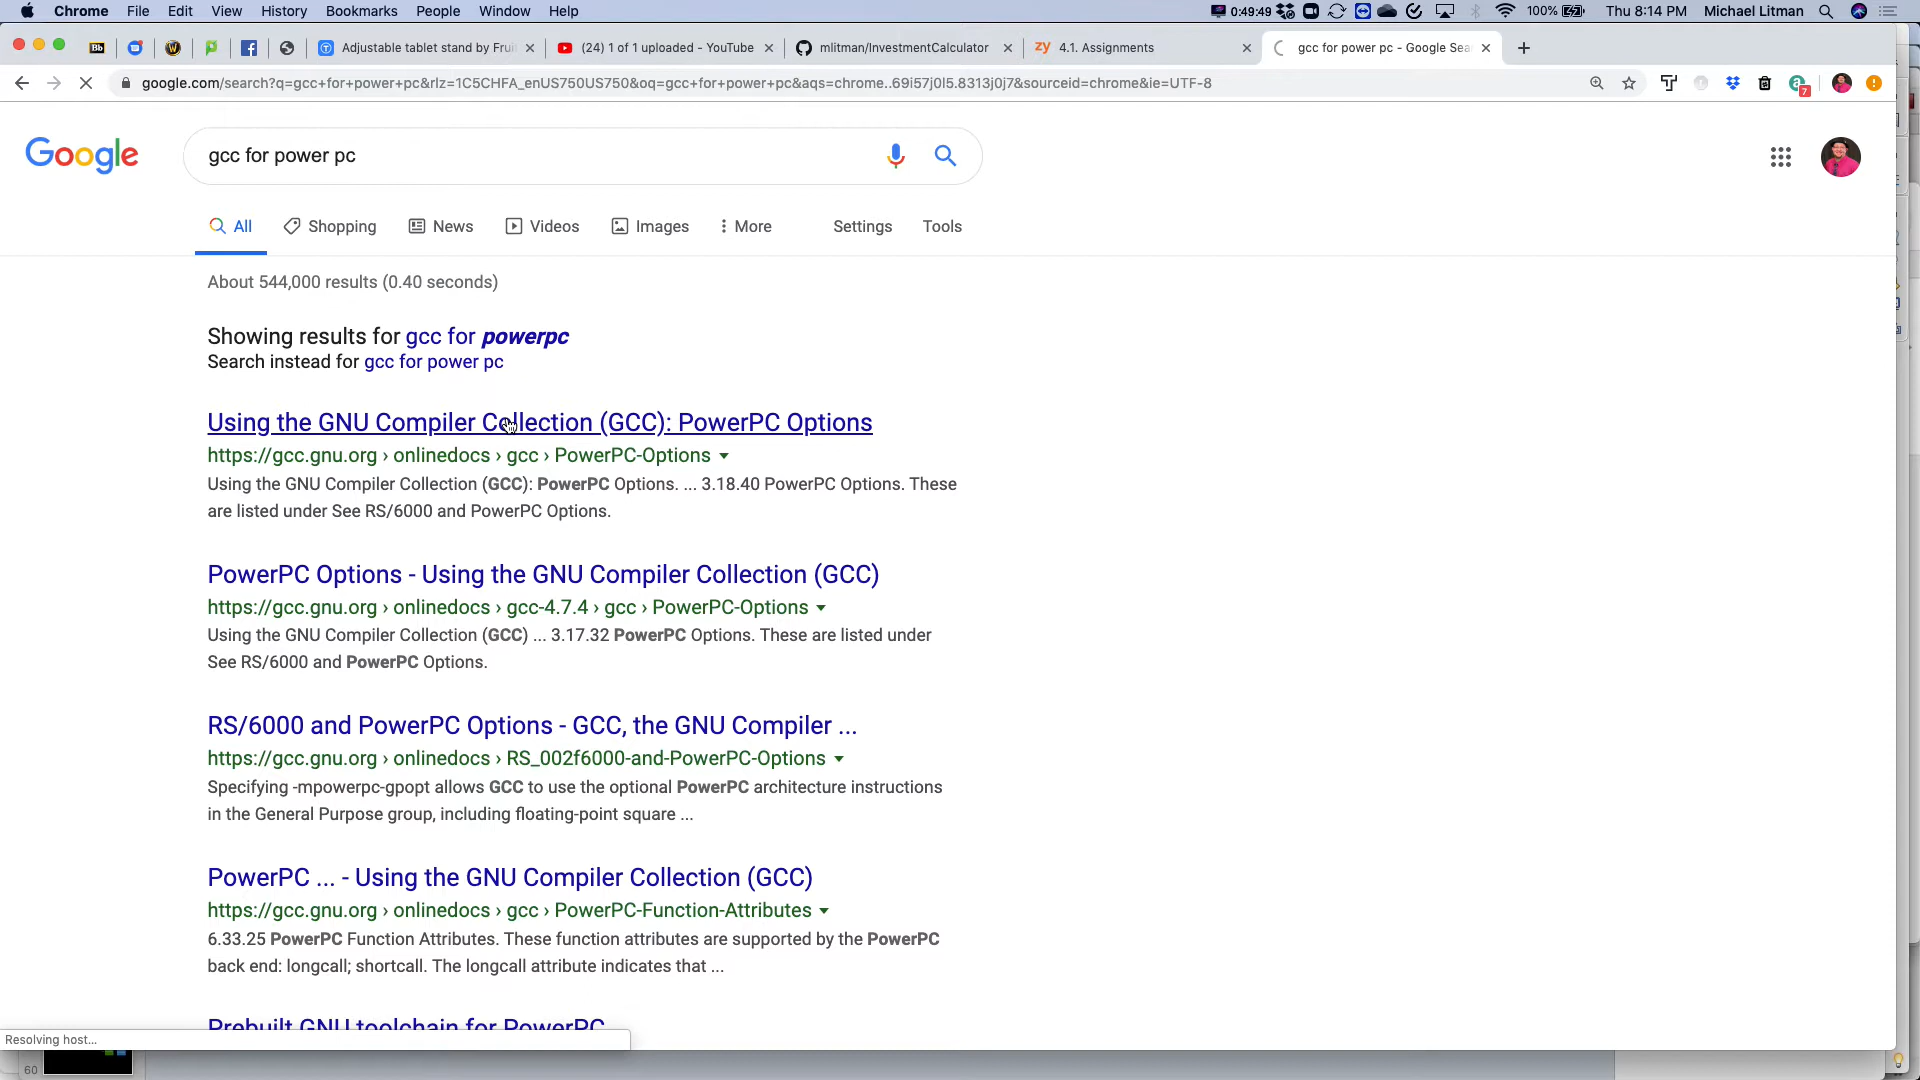 Chrome File Edit View History Bookmarks People Window Help 0:49:49 100% Thu 8:14 PM Michael Litman
Bb W Adjustable tablet stand by Frui (24) 1 of 1 uploaded - YouTube mlitman/InvestmentCalculator zy 4.1. Assignments gcc for power pc - Google Sea
google.com/search?q=gcc+for+power+pc&rlz=1C5CHFA_enUS750US750&oq=gcc+for+power+pc&aqs=chrome..69i57j0l5.8313j0j7&sourceid=chrome&ie=UTF-8 7
Google gcc for power pc
All Shopping News Videos Images More Settings Tools
About 544,000 results (0.40 seconds)
Showing results for gcc for powerpc
Search instead for gcc for power pc
Using the GNU Compiler Collection (GCC): PowerPC Options
https://gcc.gnu.org › onlinedocs › gcc › PowerPC-Options
Using the GNU Compiler Collection (GCC): PowerPC Options. ... 3.18.40 PowerPC Options. These
are listed under See RS/6000 and PowerPC Options.
PowerPC Options - Using the GNU Compiler Collection (GCC)
https://gcc.gnu.org › onlinedocs › gcc-4.7.4 › gcc › PowerPC-Options
Using the GNU Compiler Collection (GCC) ... 3.17.32 PowerPC Options. These are listed under
See RS/6000 and PowerPC Options.
RS/6000 and PowerPC Options - GCC, the GNU Compiler ...
https://gcc.gnu.org › onlinedocs › RS_002f6000-and-PowerPC-Options
Specifying -mpowerpc-gpopt allows GCC to use the optional PowerPC architecture instructions
in the General Purpose group, including floating-point square ...
PowerPC ... - Using the GNU Compiler Collection (GCC)
https://gcc.gnu.org › onlinedocs › gcc › PowerPC-Function-Attributes
6.33.25 PowerPC Function Attributes. These function attributes are supported by the PowerPC
back end: longcall; shortcall. The longcall attribute indicates that ...
Prebuilt GNU toolchain for PowerPC
Resolving host...
60